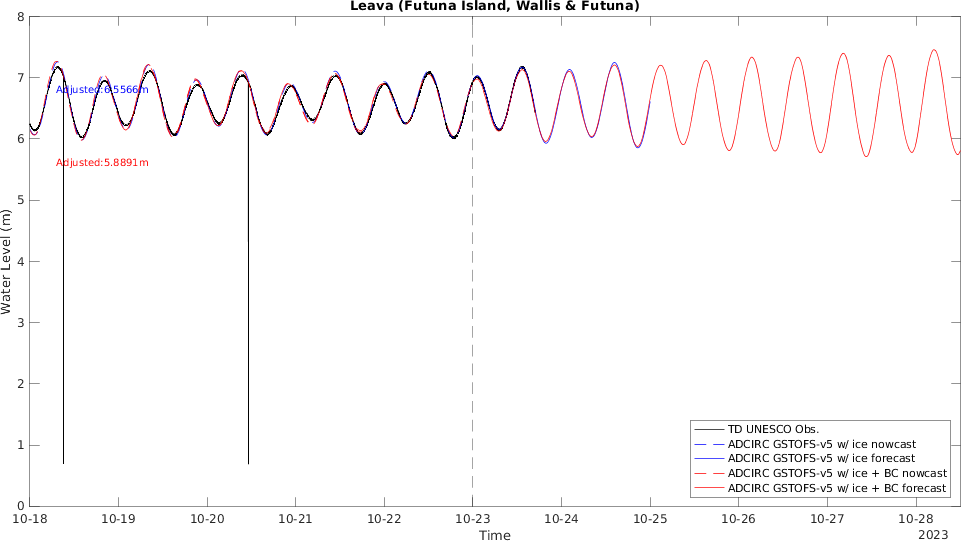 Leava (Futuna Island, Wallis & Futuna)
8
7
6
5
4
3
2
1
0
Water Level (m)
Adjusted:6.5566m
Adjusted:5.8891m
TD UNESCO Obs.
ADCIRC GSTOFS-v5 w/ ice nowcast
ADCIRC GSTOFS-v5 w/ ice forecast
ADCIRC GSTOFS-v5 w/ ice + BC nowcast
ADCIRC GSTOFS-v5 w/ ice + BC forecast
10-18 10-19 10-20 10-21 10-22 10-23 10-24 10-25 10-26 10-27 10-28
Time
2023